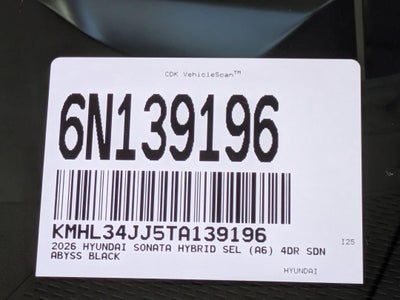 CDK VehicleScan™
6N139196
KMHL34JJ5TA139196
2026 HYUNDAI SONATA HYBRID SEL (A6) 4DR SDN
ABYSS BLACK
I25
HYUNDAI